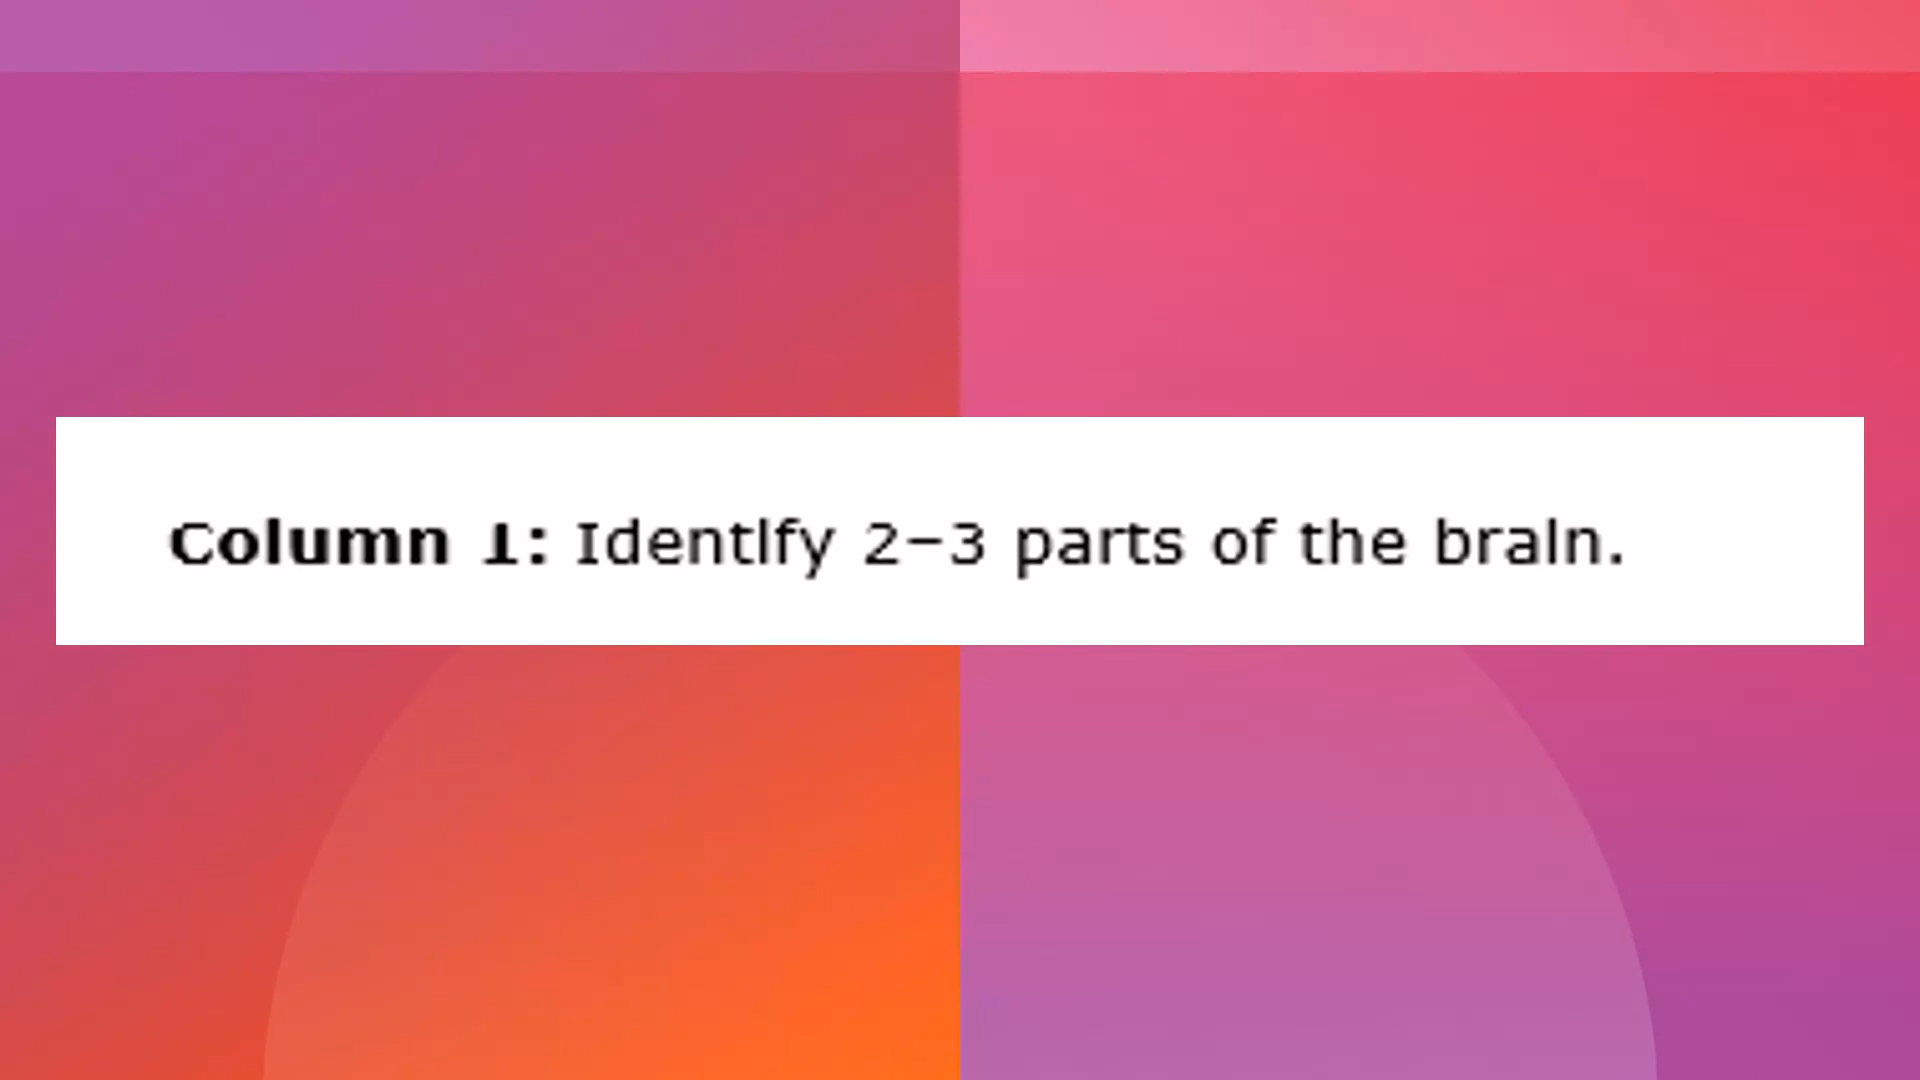 Column 1: Identify 2–3 parts of the brain.